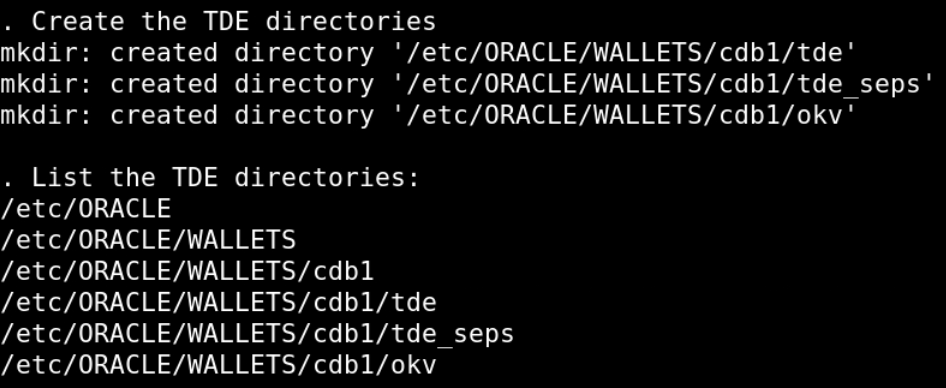 . Create the TDE directories
mkdir: created directory '/etc/ORACLE/WALLETS/cdb1/tde'
mkdir: created directory '/etc/ORACLE/WALLETS/cdb1/tde_seps'
mkdir: created directory '/etc/ORACLE/WALLETS/cdb1/okv'
. List the TDE directories:
/etc/ORACLE
/etc/ORACLE/WALLETS
/etc/ORACLE/WALLETS/cdb1
/etc/ORACLE/WALLETS/cdb1/tde
/etc/ORACLE/WALLETS/cdb1/tde_seps
/etc/ORACLE/WALLETS/cdb1/okv